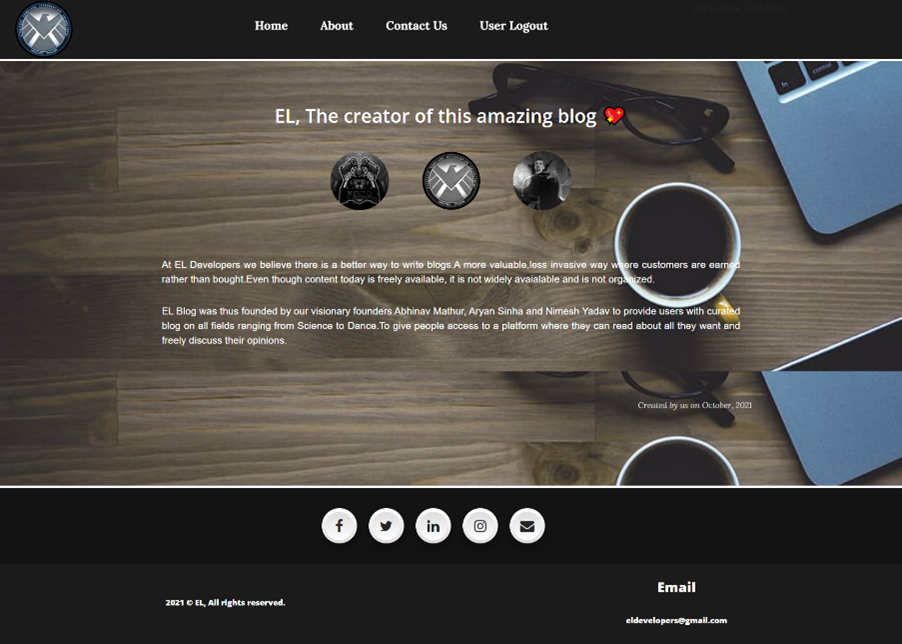 Home About Contact Us User Logout
EL, The creator of this amazing blog 💖
At EL Developers we believe there is a better way to write blogs.A more valuable,less invasive way where customers are earned
rather than bought.Even though content today is freely available, it is not widely avaialable and is not organized.
EL Blog was thus founded by our visionary founders Abhinav Mathur, Aryan Sinha and Nimesh Yadav to provide users with curated
blog on all fields ranging from Science to Dance.To give people access to a platform where they can read about all they want and
freely discuss their opinions.
Created by us on October, 2021
2021 © EL, All rights reserved.
Email
eldevelopers@gmail.com